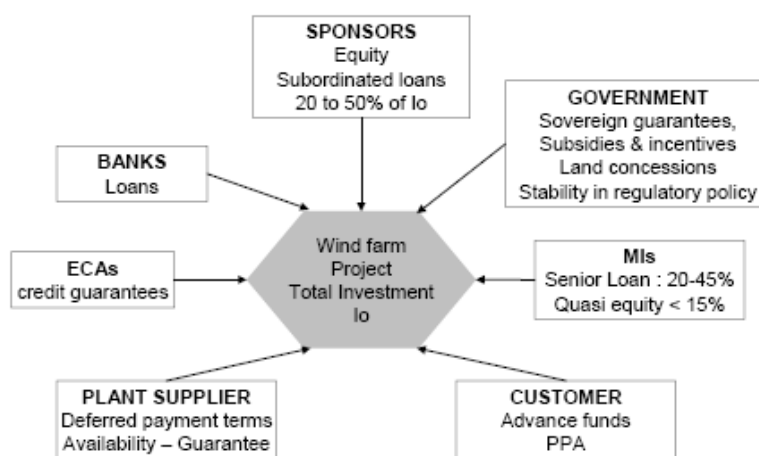 SPONSORS
Equity
Subordinated loans
20 to 50% of Io
GOVERNMENT
Sovereign guarantees,
Subsidies & incentives
Land concessions
Stability in regulatory policy
BANKS
Loans
Wind farm
Project
Total Investment
Io
ECAs
credit guarantees
MIs
Senior Loan : 20-45%
Quasi equity < 15%
PLANT SUPPLIER
Deferred payment terms
Availability – Guarantee
CUSTOMER
Advance funds
PPA